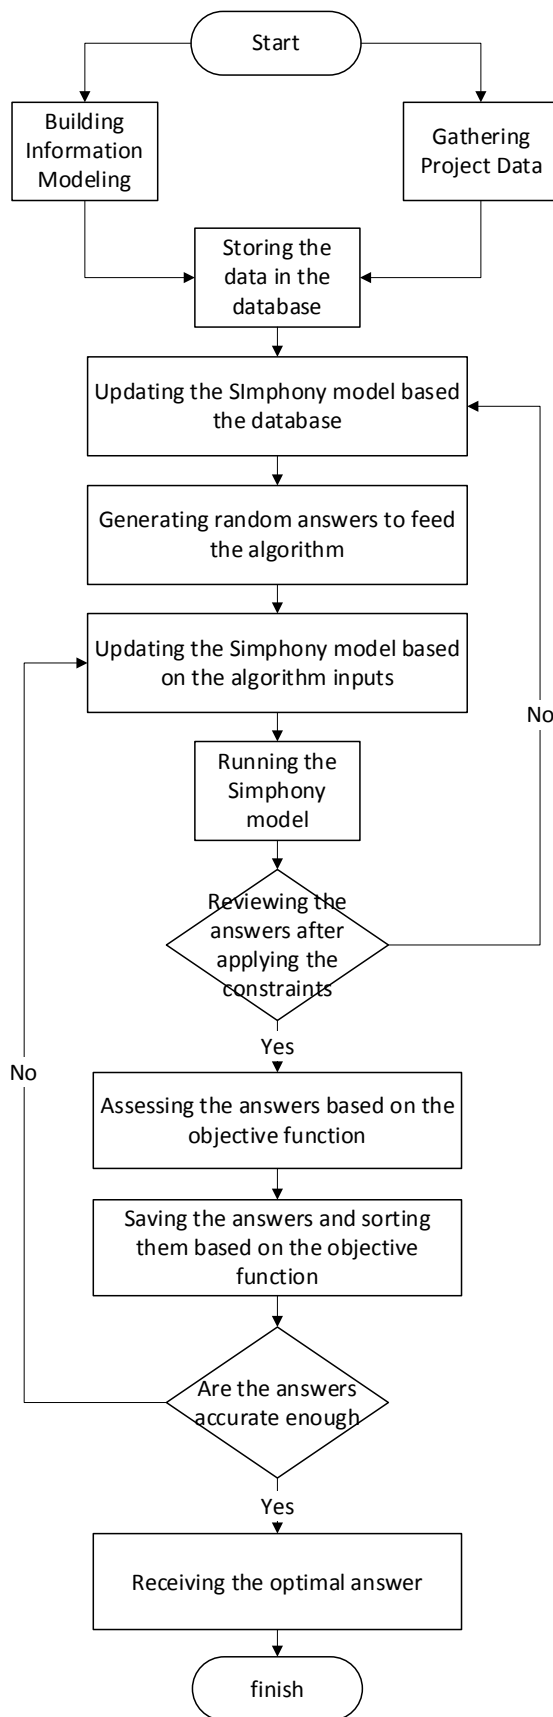 Start
Building
Information
Modeling
Gathering
Project Data
Storing the
data in the
database
Updating the SImphony model based
the database
Generating random answers to feed
the algorithm
Updating the Simphony model based
on the algorithm inputs
No
Running the
Simphony
model
Reviewing the
answers after
applying the
constraints
Yes
No
Assessing the answers based on the
objective function
Saving the answers and sorting
them based on the objective
function
Are the answers
accurate enough
Yes
Receiving the optimal answer
finish